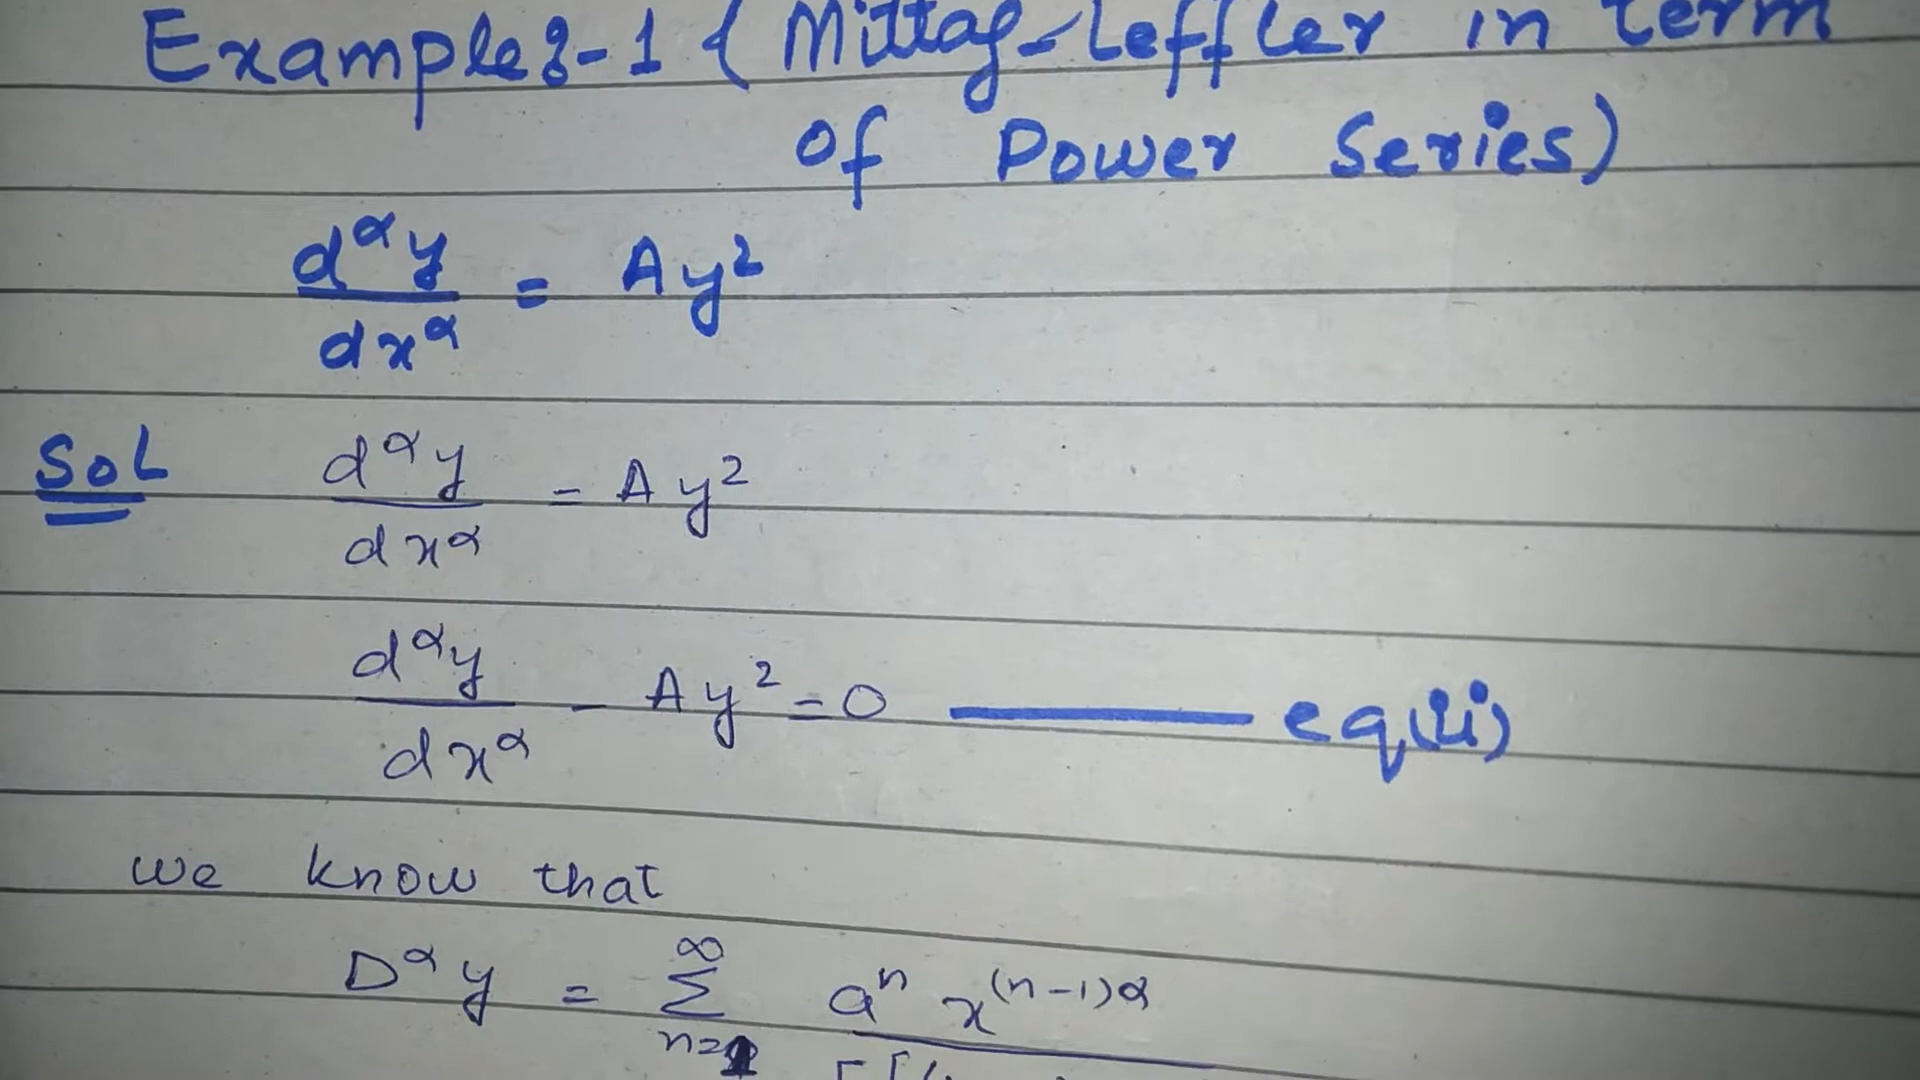 Example:-1 { Mittag-Leffler in term
of Power Series)
d^α y / dx^α = Ay²
Sol d^α y / dx^α = Ay²
d^α y / dx^α - Ay² = 0 —— eq(ii)
we know that
D^α y = ∑_{n=1}^{∞} a^n x^{(n-1)α}